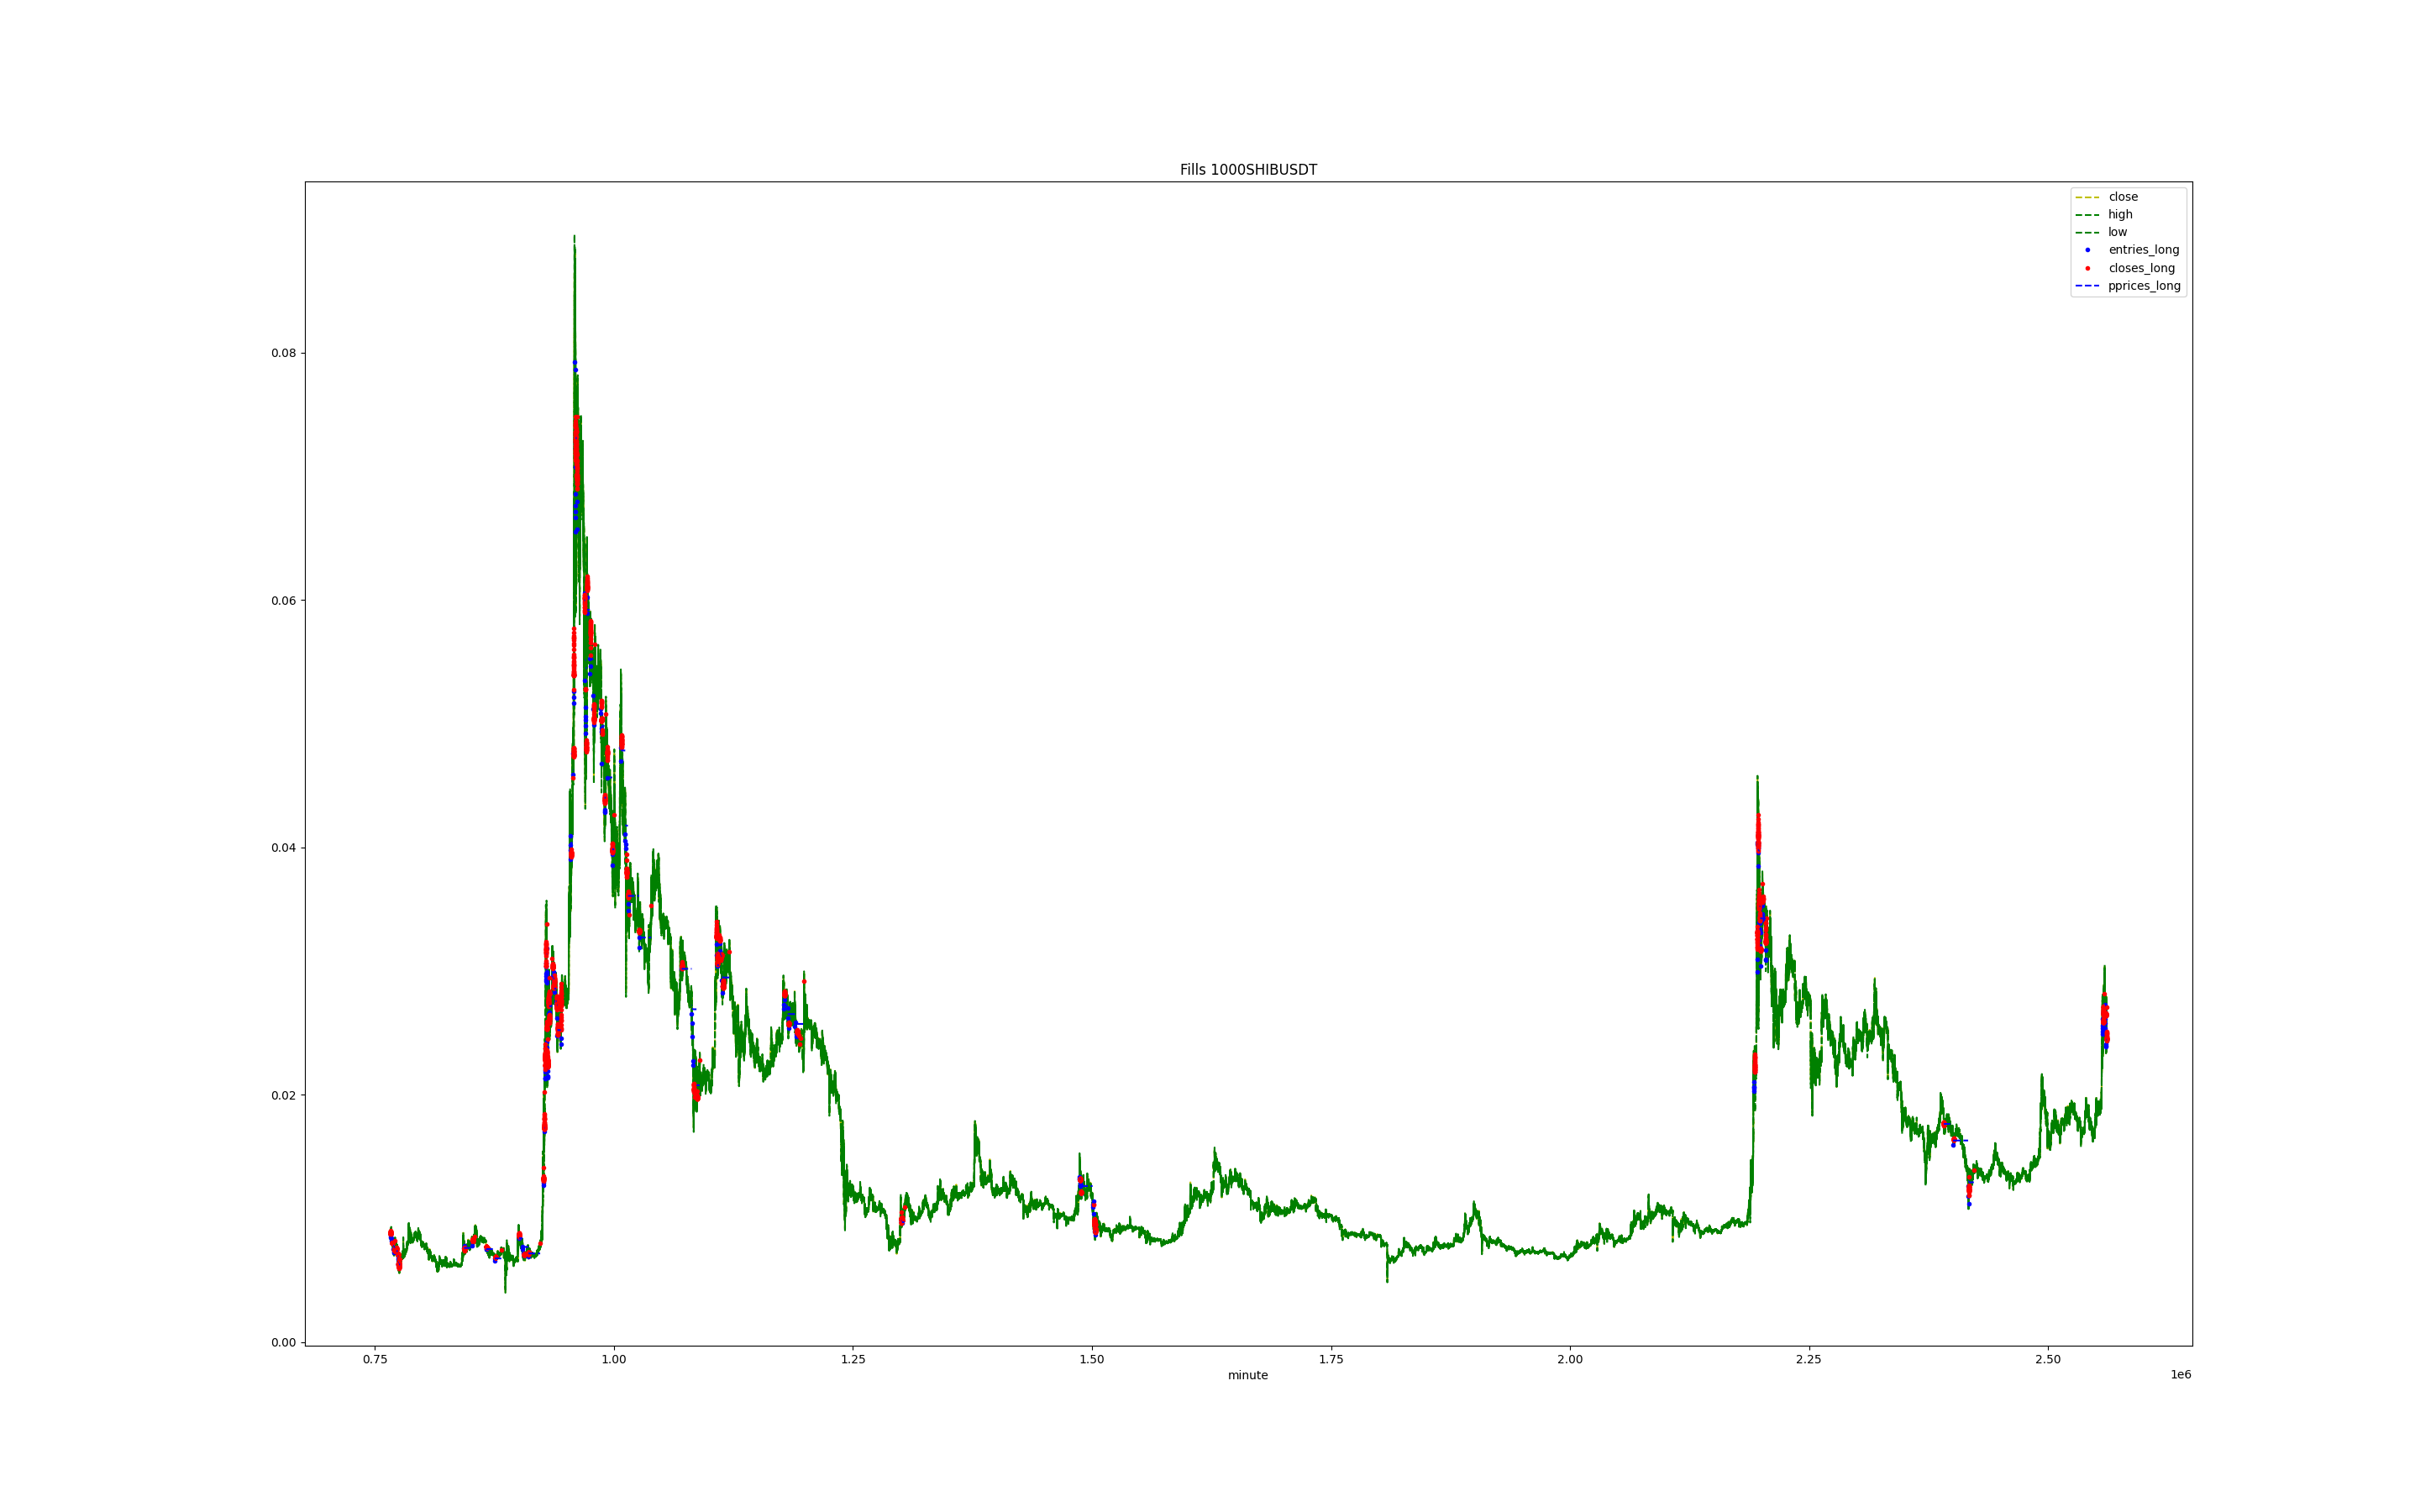 Fills 1000SHIBUSDT
close
high
low
entries_long
closes_long
pprices_long
0.08
0.06
0.04
0.02
0.00
0.75 1.00 1.25 1.50 1.75 2.00 2.25 2.50
minute
1e6